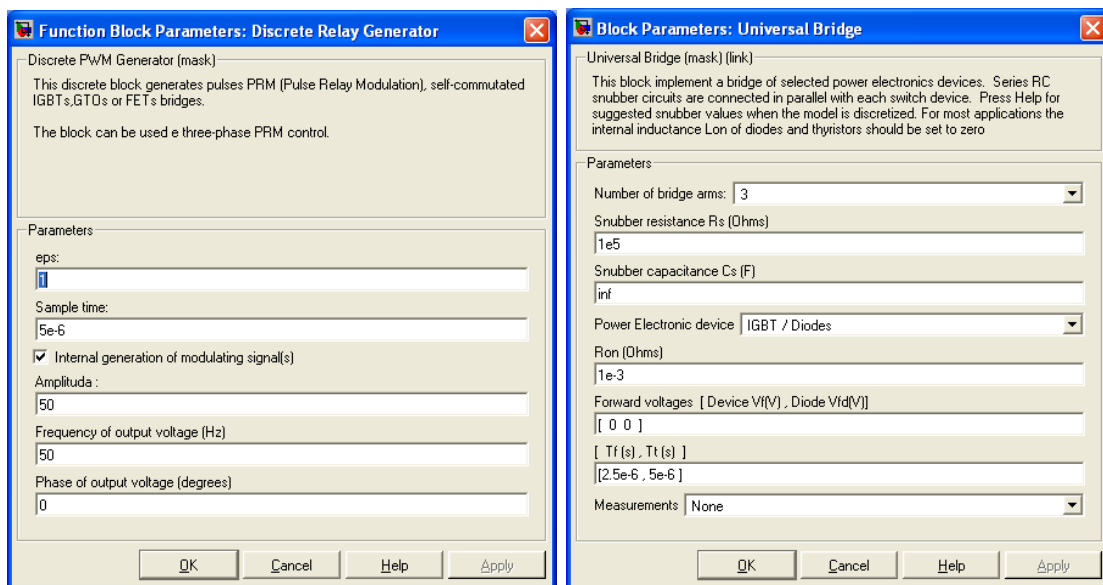 Function Block Parameters: Discrete Relay Generator
Discrete PWM Generator (mask)
This discrete block generates pulses PRM (Pulse Relay Modulation), self-commutated
IGBTs,GTOs or FETs bridges.
The block can be used e three-phase PRM control.
Parameters
eps:
1
Sample time:
5e-6
Internal generation of modulating signal(s)
Amplituda :
50
Frequency of output voltage (Hz)
50
Phase of output voltage (degrees)
0
OK
Cancel
Help
Apply
Block Parameters: Universal Bridge
Universal Bridge (mask) (link)
This block implement a bridge of selected power electronics devices. Series RC
snubber circuits are connected in parallel with each switch device. Press Help for
suggested snubber values when the model is discretized. For most applications the
internal inductance Lon of diodes and thyristors should be set to zero
Parameters
Number of bridge arms: 3
Snubber resistance Rs (Ohms)
1e5
Snubber capacitance Cs (F)
inf
Power Electronic device IGBT / Diodes
Ron (Ohms)
1e-3
Forward voltages [ Device Vf(V) , Diode Vfd(V)]
[ 0 0 ]
[ Tf (s) , Tt (s) ]
[2.5e-6 , 5e-6 ]
Measurements None
OK
Cancel
Help
Apply